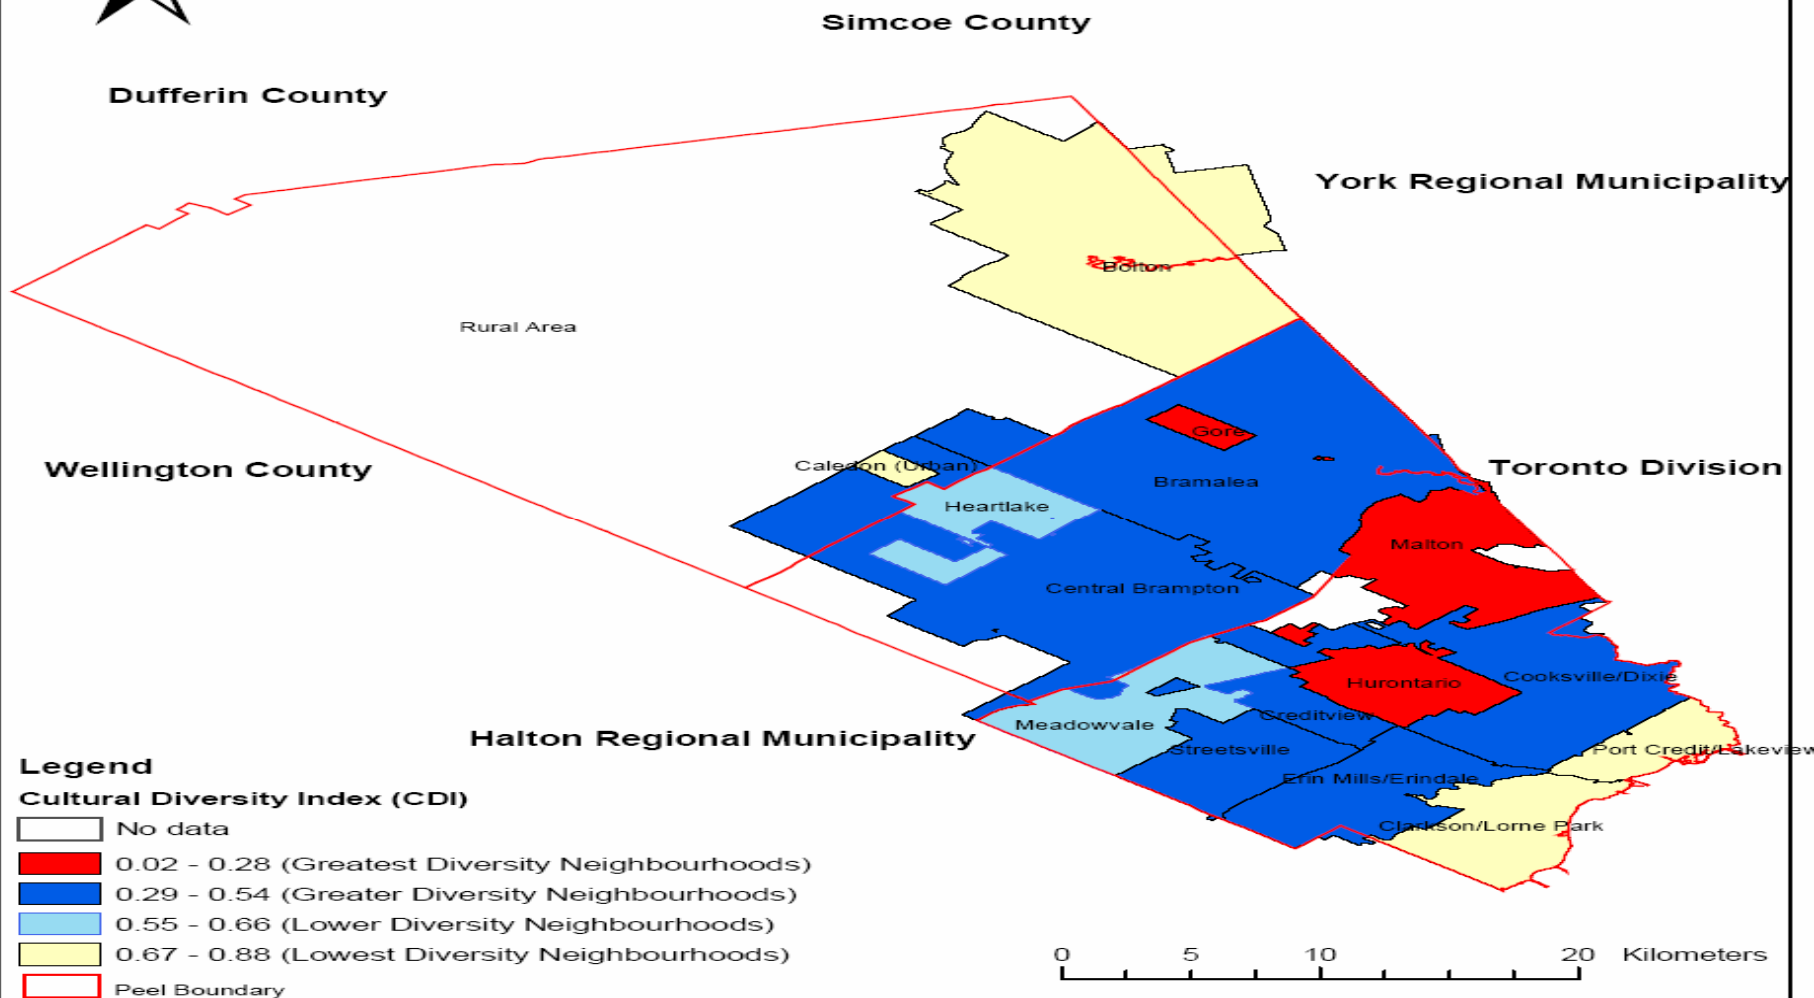 Simcoe County
Dufferin County
York Regional Municipality
Bolton
Rural Area
Gore
Caledon (Urban)
Wellington County
Toronto Division
Bramalea
Heartlake
Malton
Central Brampton
Cooksville/Dixie
Hurontario
Creditview
Meadowvale
Halton Regional Municipality
Streetsville
Port Credit/Lakeview
Erin Mills/Erindale
Clarkson/Lorne Park
Legend
Cultural Diversity Index (CDI)
No data
0.02 - 0.28 (Greatest Diversity Neighbourhoods)
0.29 - 0.54 (Greater Diversity Neighbourhoods)
0.55 - 0.66 (Lower Diversity Neighbourhoods)
0.67 - 0.88 (Lowest Diversity Neighbourhoods)
Peel Boundary
0 5 10 20 Kilometers